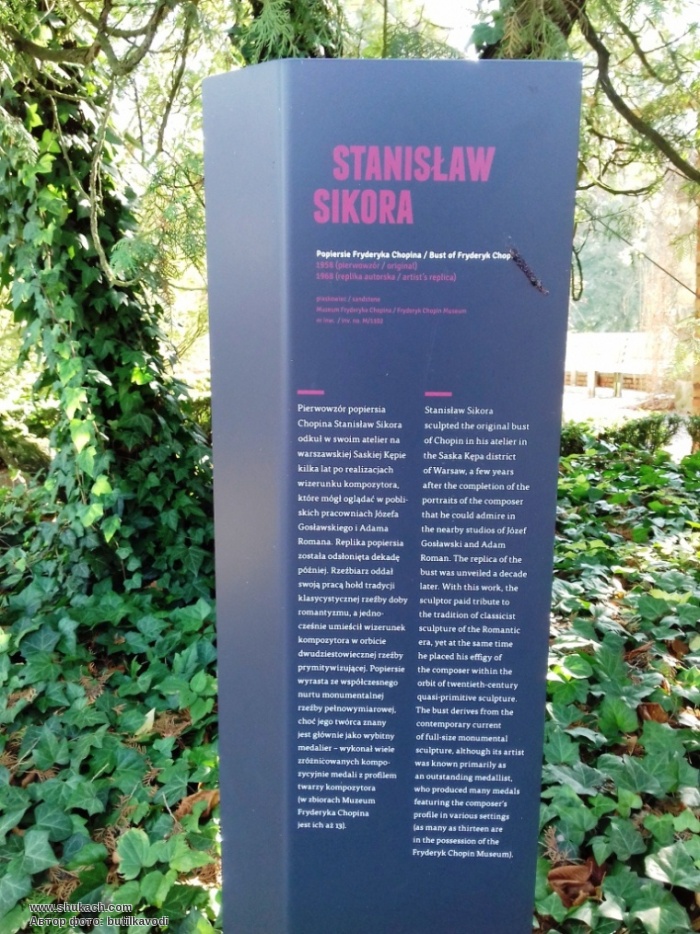 STANISŁAW
SIKORA
Popiersie Fryderyka Chopina / Bust of Fryderyk Chop
(pierwowzór / original)
(replika autorska / artist's replica)
piaskowiec / sandstone
Muzeum Fryderyka Chopina / Fryderyk Chopin Museum
nr inw. / inv. no.
Pierwowzór popiersia
Chopina Stanisław Sikora
odkuł w swoim atelier na
warszawskiej Saskiej Kępie
kilka lat po realizacjach
wizerunku kompozytora,
które mógł oglądać w pobli-
skich pracowniach Józefa
Gosławskiego i Adama
Romana. Replika popiersia
została odsłonięta dekadę
później. Rzeźbiarz oddał
swoją pracą hołd tradycji
klasycystycznej rzeźby doby
romantyzmu, a jedno-
cześnie umieścił wizerunek
kompozytora w orbicie
dwudziestowiecznej rzeźby
prymitywizującej. Popiersie
wyrasta ze współczesnego
nurtu monumentalnej
rzeźby pełnowymiarowej,
choć jego twórca znany
jest głównie jako wybitny
medalier – wykonał wiele
zróżnicowanych kompo-
zycyjnie medali z profilem
twarzy kompozytora
(w zbiorach Muzeum
Fryderyka Chopina
jest ich aż 13).
Stanisław Sikora
sculpted the original bust
of Chopin in his atelier in
the Saska Kępa district
of Warsaw, a few years
after the completion of the
portraits of the composer
that he could admire in
the nearby studios of Józef
Gosławski and Adam
Roman. The replica of the
bust was unveiled a decade
later. With this work, the
sculptor paid tribute to
the tradition of classicist
sculpture of the Romantic
era, yet at the same time
he placed his effigy of
the composer within the
orbit of twentieth-century
quasi-primitive sculpture.
The bust derives from the
contemporary current
of full-size monumental
sculpture, although its artist
was known primarily as
an outstanding medallist,
who produced many medals
featuring the composer's
profile in various settings
(as many as thirteen are
in the possession of the
Fryderyk Chopin Museum).
www.shukach.com
Автор фото: butilkavodi